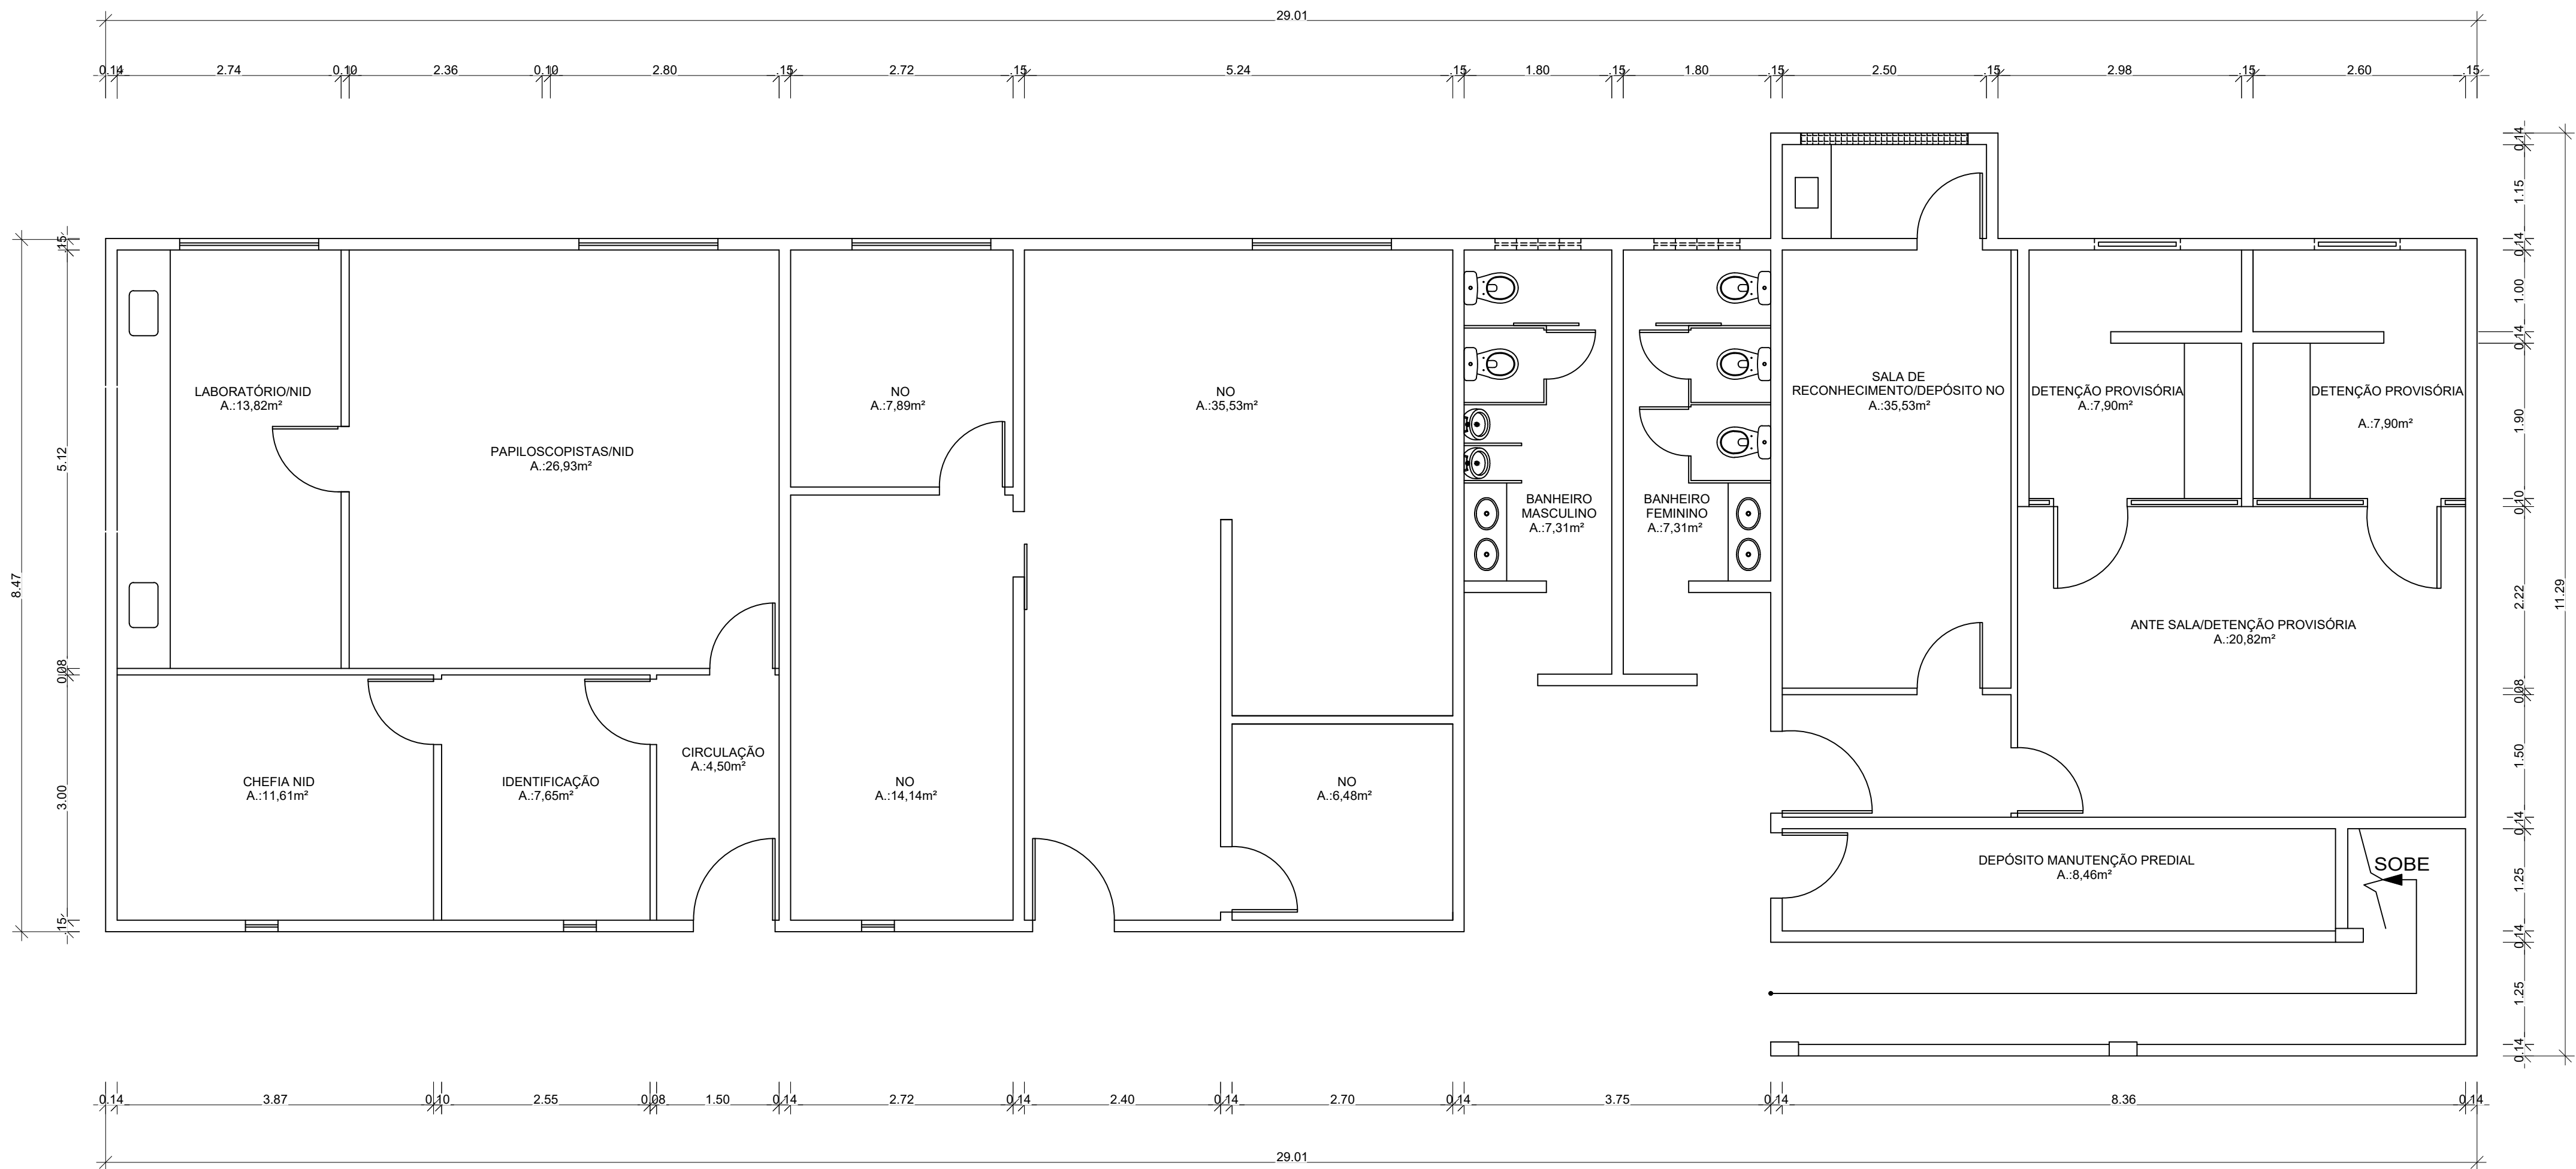 29.01
0.14 2.74 0.10 2.36 0.10 2.80 .15 2.72 .15 5.24 .15 1.80 .15 1.80 .15 2.50 .15 2.98 .15 2.60 .15
8.47
.15
5.12
0.08
3.00
.15
LABORATÓRIO/NID
A.:13,82m²
PAPILOSCOPISTAS/NID
A.:26,93m²
NO
A.:7,89m²
NO
A.:35,53m²
BANHEIRO
MASCULINO
A.:7,31m²
BANHEIRO
FEMININO
A.:7,31m²
SALA DE
RECONHECIMENTO/DEPÓSITO NO
A.:35,53m²
DETENÇÃO PROVISÓRIA
A.:7,90m²
DETENÇÃO PROVISÓRIA
A.:7,90m²
ANTE SALA/DETENÇÃO PROVISÓRIA
A.:20,82m²
CHEFIA NID
A.:11,61m²
IDENTIFICAÇÃO
A.:7,65m²
CIRCULAÇÃO
A.:4,50m²
NO
A.:14,14m²
NO
A.:6,48m²
DEPÓSITO MANUTENÇÃO PREDIAL
A.:8,46m²
SOBE
0.14
1.15
0.14
1.00
0.14
1.90
0.10
2.22
0.08
1.50
0.14
1.25
0.14
1.25
0.14
11.29
0.14 3.87 0.10 2.55 0.08 1.50 0.14 2.72 0.14 2.40 0.14 2.70 0.14 3.75 0.14 8.36 0.14
29.01